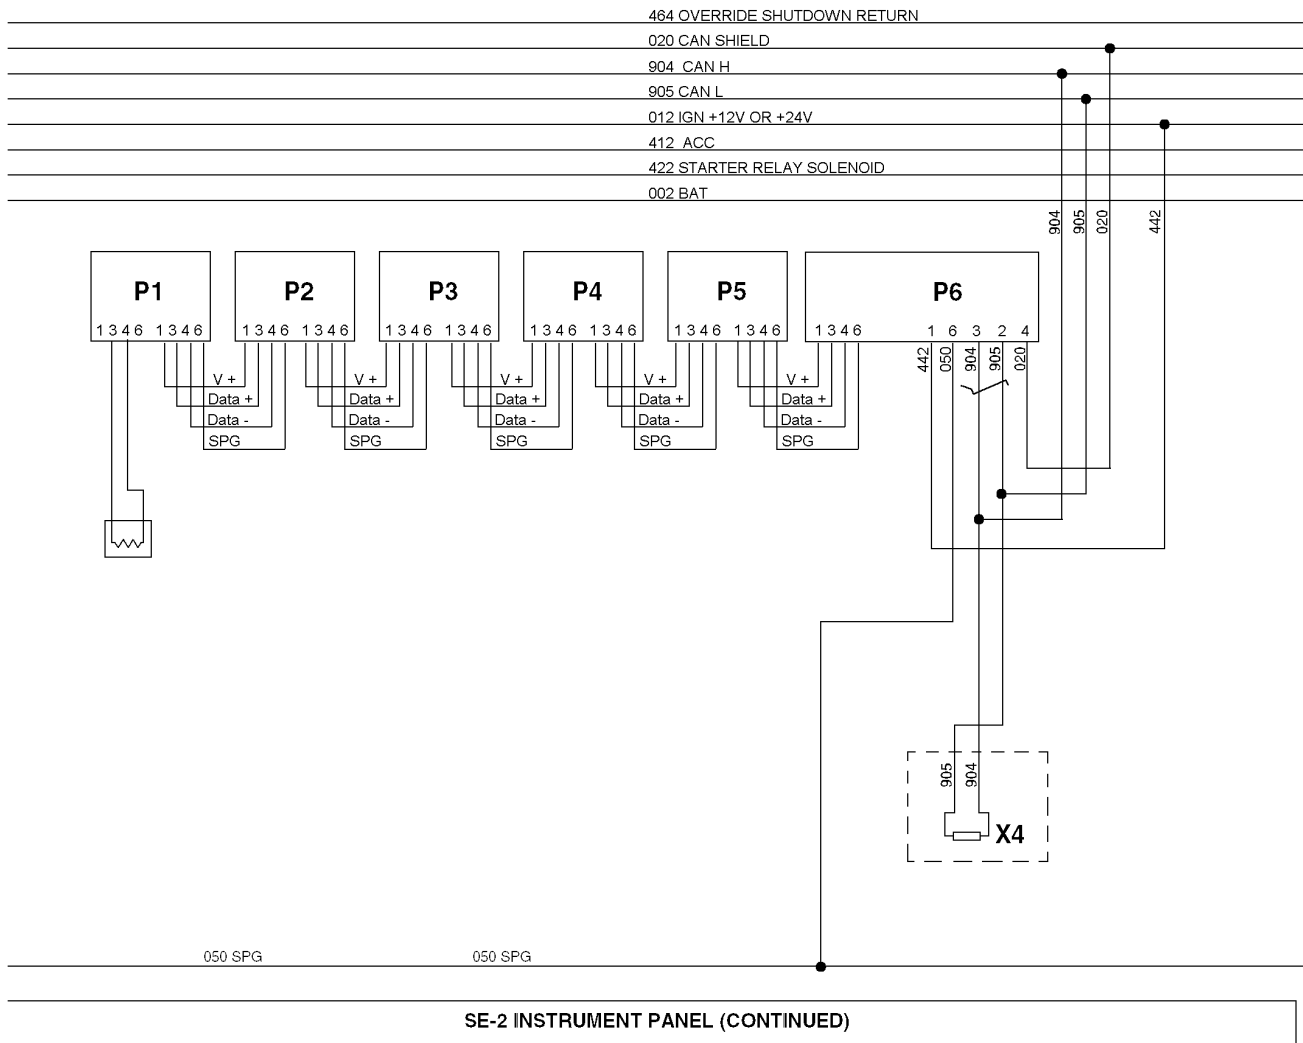 464 OVERRIDE SHUTDOWN RETURN
020 CAN SHIELD
904 CAN H
905 CAN L
012 IGN +12V OR +24V
412 ACC
422 STARTER RELAY SOLENOID
002 BAT
904 905 020 442
P1 P2 P3 P4 P5 P6
1 3 4 6 1 3 4 6 1 3 4 6 1 3 4 6 1 3 4 6 1 3 4 6 1 3 4 6 1 3 4 6 1 3 4 6 1 3 4 6 1 3 4 6 1 6 3 2 4
442 050 904 905 020
V + V + V + V + V +
Data + Data + Data + Data + Data +
Data - Data - Data - Data - Data -
SPG SPG SPG SPG SPG
905 904
X4
050 SPG 050 SPG
SE-2 INSTRUMENT PANEL (CONTINUED)